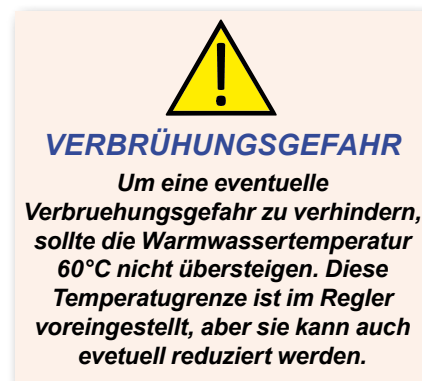 VERBRÜHUNGSGEFAHR
Um eine eventuelle
Verbruehungsgefahr zu verhindern,
sollte die Warmwassertemperatur
60°C nicht übersteigen. Diese
Temperatugrenze ist im Regler
voreingestellt, aber sie kann auch
evetuell reduziert werden.